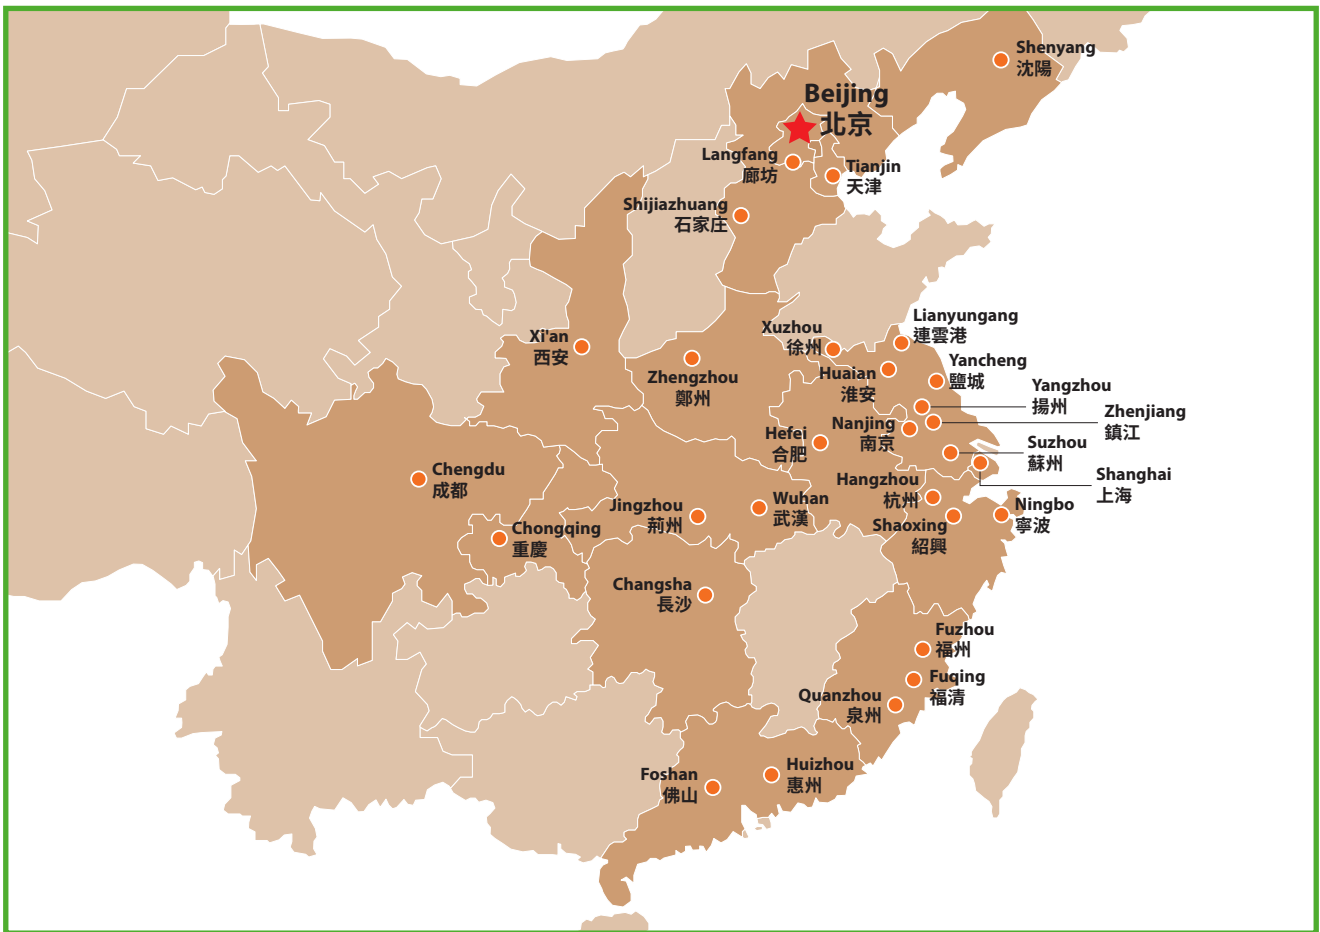 Shenyang
沈陽
Beijing
北京
Langfang
廊坊
Tianjin
天津
Shijiazhuang
石家庄
Lianyungang
連雲港
Xuzhou
徐州
Xi'an
西安
Zhengzhou
鄭州
Huaian
淮安
Yancheng
鹽城
Yangzhou
揚州
Zhenjiang
鎮江
Nanjing
南京
Hefei
合肥
Suzhou
蘇州
Shanghai
上海
Chengdu
成都
Hangzhou
杭州
Jingzhou
荊州
Wuhan
武漢
Ningbo
寧波
Shaoxing
紹興
Chongqing
重慶
Changsha
長沙
Fuzhou
福州
Fuqing
福清
Quanzhou
泉州
Huizhou
惠州
Foshan
佛山